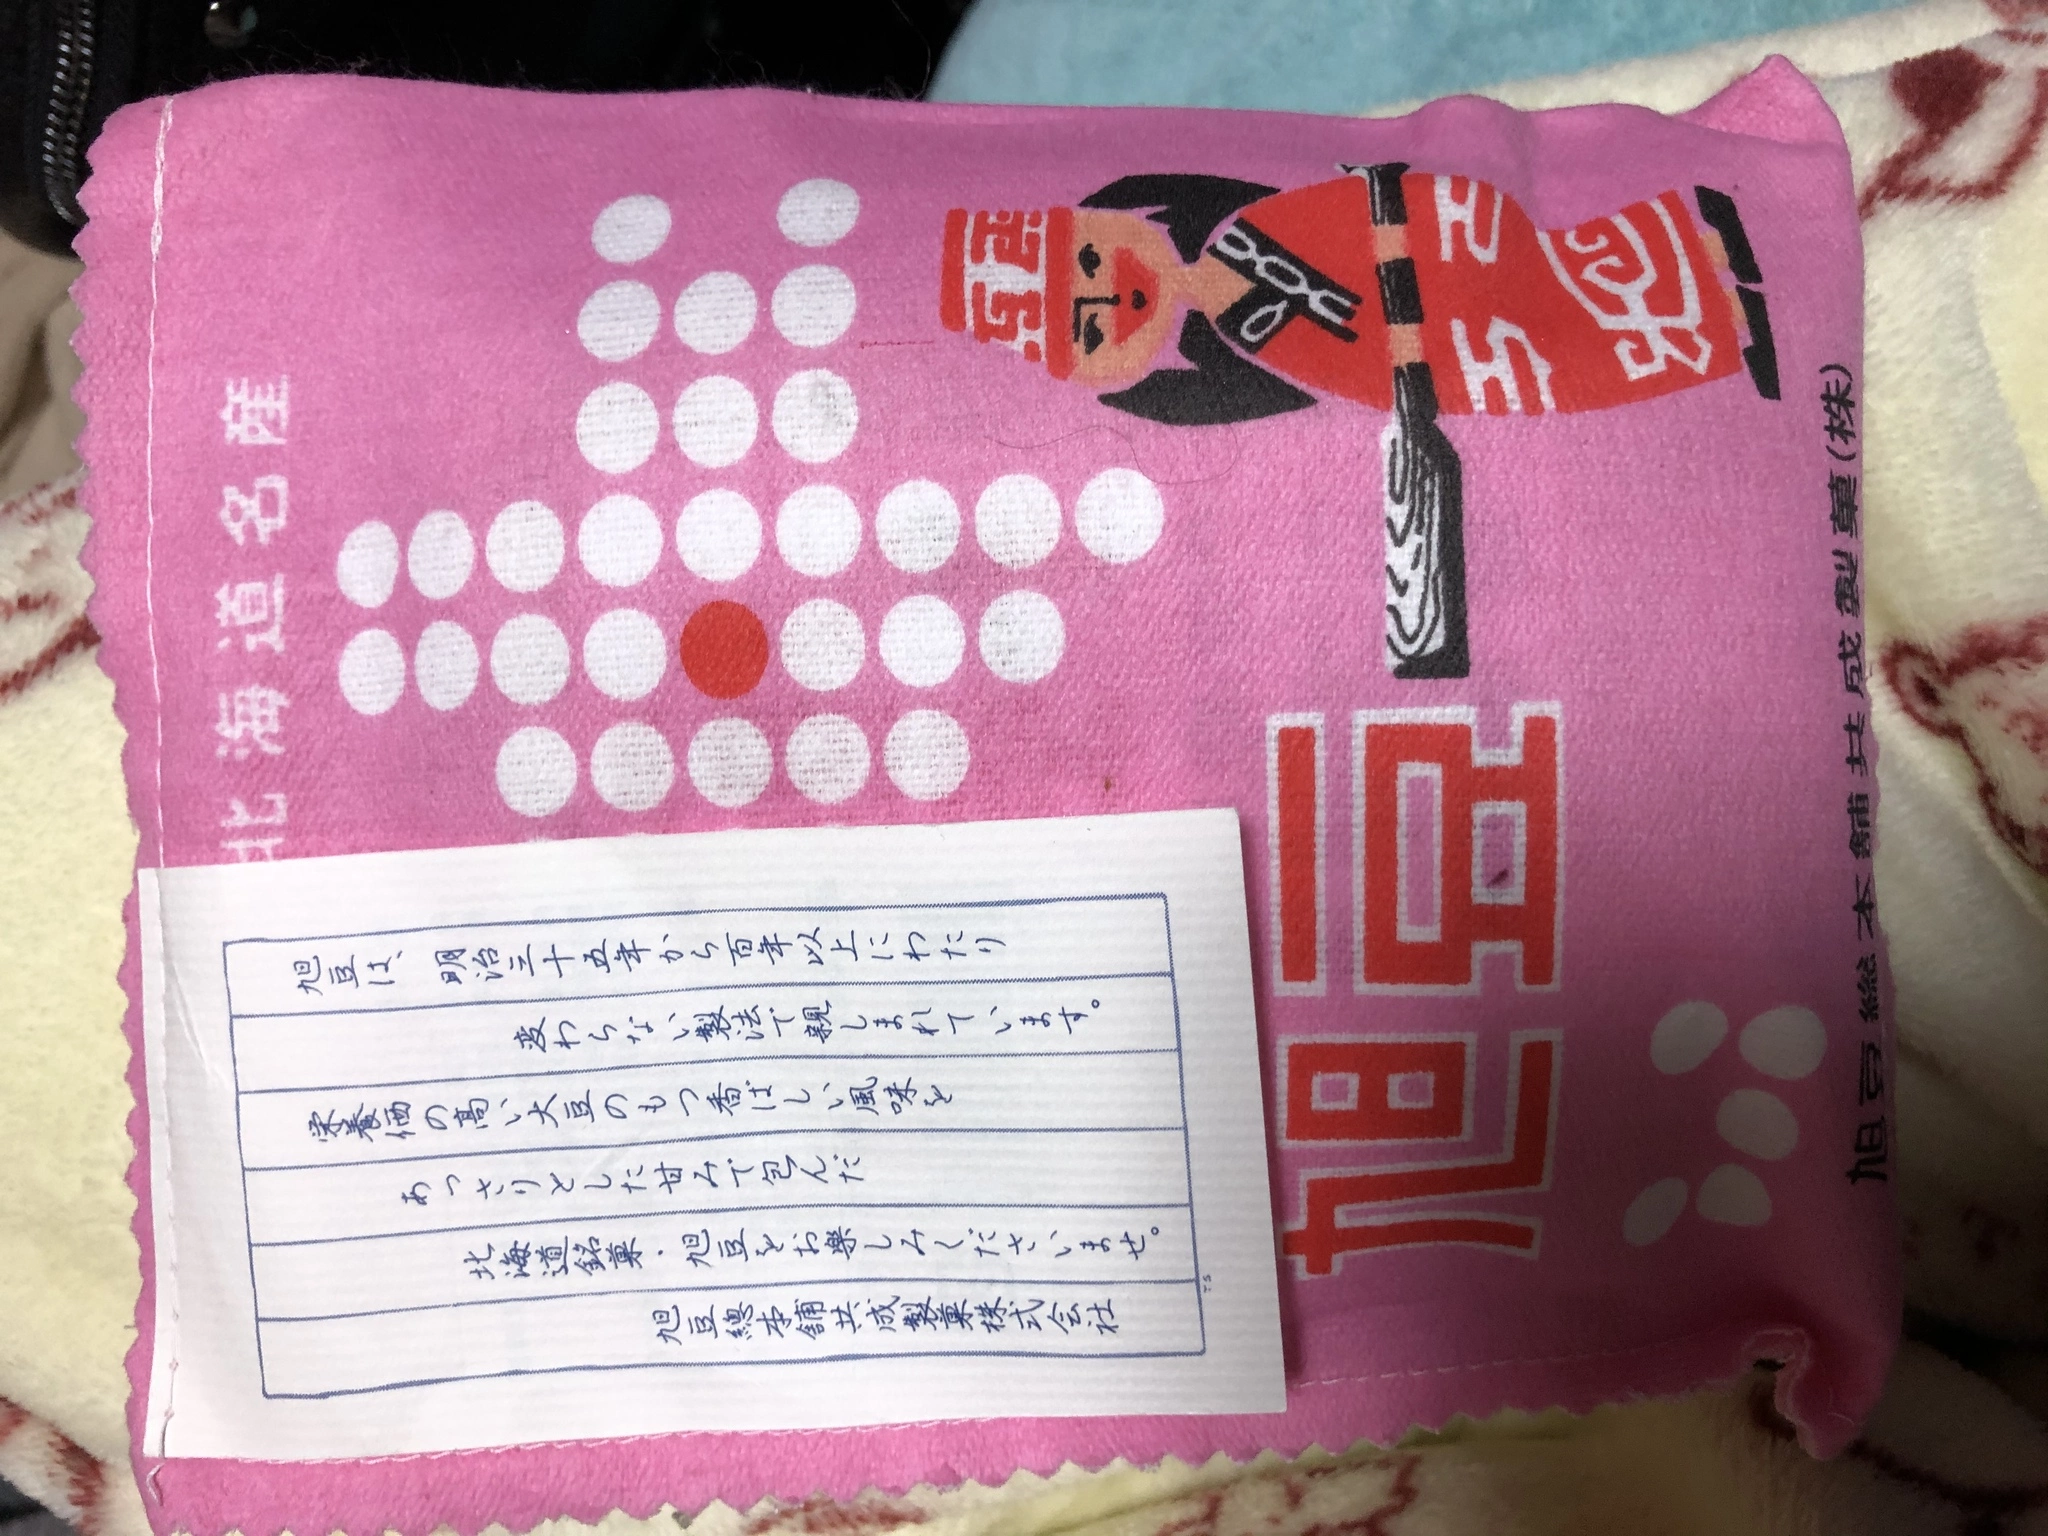 北海道名産
旭豆
旭豆総本舗共成製菓(株)
旭豆は、明治三十五年から百年以上にわたり
変わらない製法で親しまれています。
栄養価の高い大豆のもつ香ばしい風味を
あっさりとした甘みで包んだ
北海道銘菓・旭豆をお楽しみくださいませ。
旭豆總本舗共成製菓株式会社
T.S